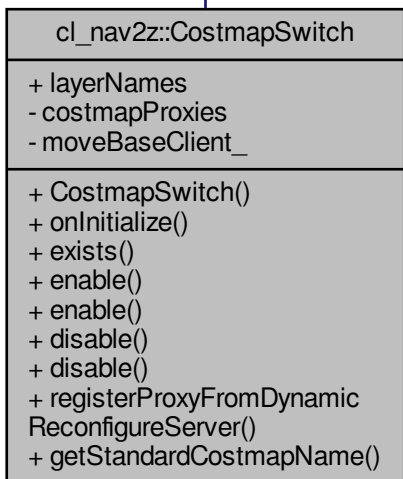 cl_nav2z::CostmapSwitch
+ layerNames
- costmapProxies
- moveBaseClient_
+ CostmapSwitch()
+ onInitialize()
+ exists()
+ enable()
+ enable()
+ disable()
+ disable()
+ registerProxyFromDynamic
ReconfigureServer()
+ getStandardCostmapName()